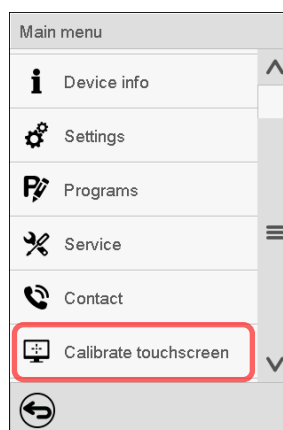 Main menu
Device info
Settings
Programs
Service
Contact
Calibrate touchscreen